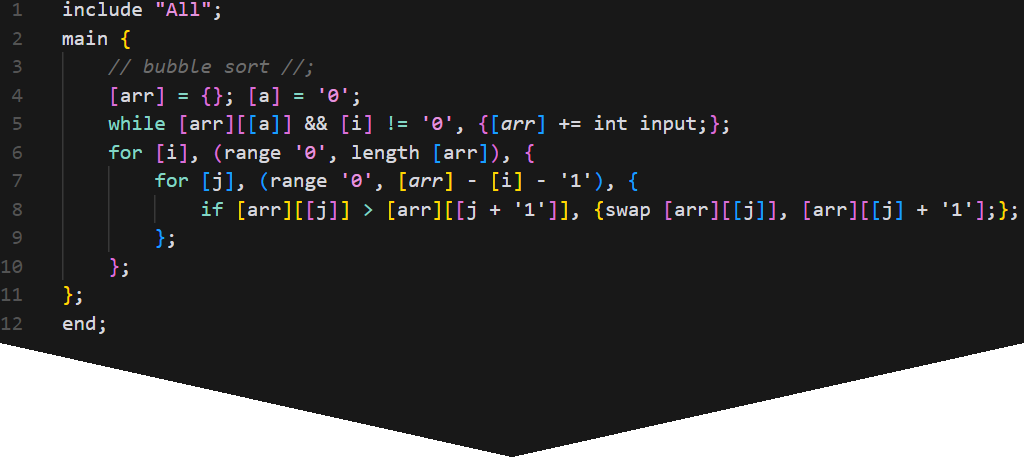 1 include "All";
2 main {
3 // bubble sort //;
4 [arr] = {}; [a] = '0';
5 while [arr][[a]] && [i] != '0', {[arr] += int input;};
6 for [i], (range '0', length [arr]), {
7 for [j], (range '0', [arr] - [i] - '1'), {
8 if [arr][[j]] > [arr][[j + '1']], {swap [arr][[j]], [arr][[j] + '1'];};
9 };
10 };
11 };
12 end;